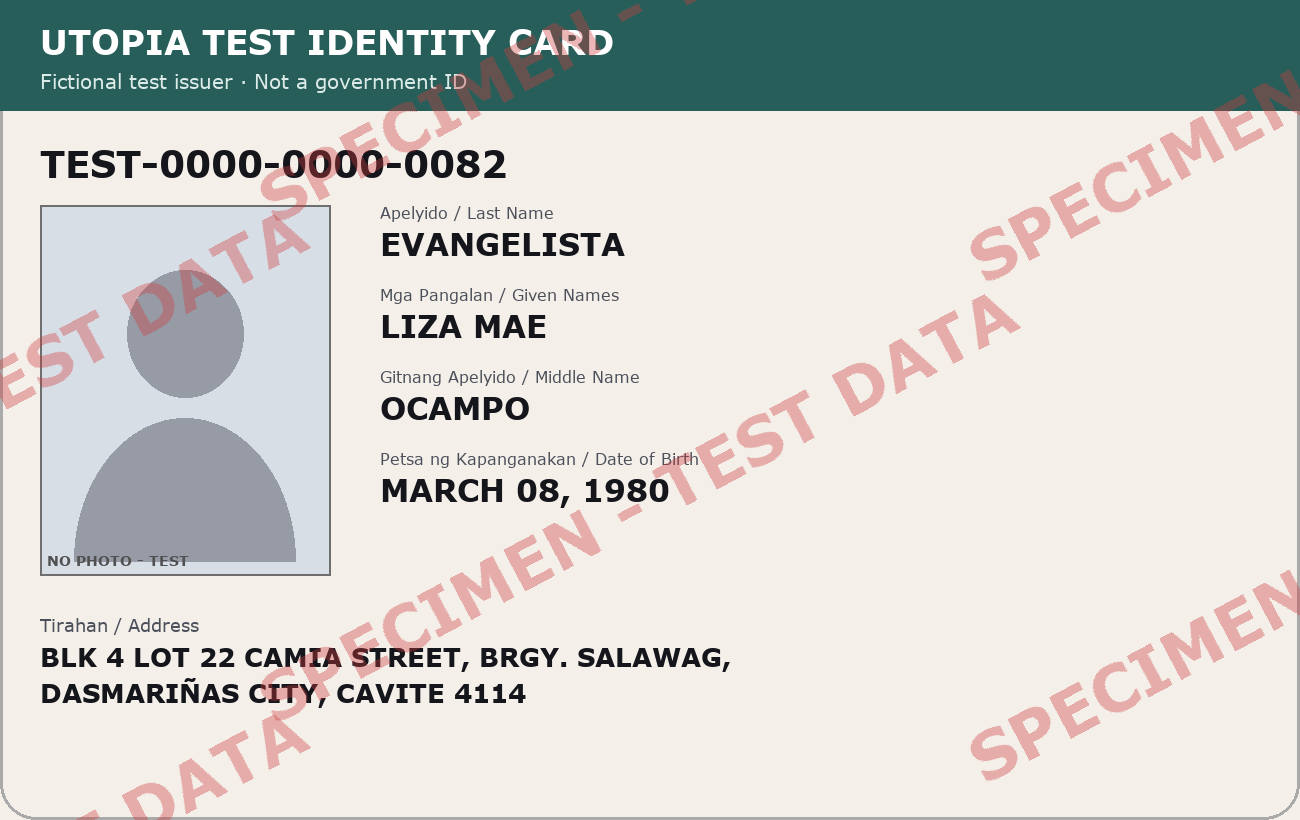 UTOPIA TEST IDENTITY CARD
Fictional test issuer · Not a government ID
TEST–0000–0000–0082
Apelyido / Last Name
EVANGELISTA
Mga Pangalan / Given Names
LIZA MAE
Gitnang Apelyido / Middle Name
OCAMPO
Petsa ng Kapanganakan / Date of Birth
MARCH 08, 1980
NO PHOTO – TEST
Tirahan / Address
BLK 4 LOT 22 CAMIA STREET, BRGY. SALAWAG,
DASMARIÑAS CITY, CAVITE 4114
SPECIMEN –
EST DATA
SPECIMEN
SPECIMEN – TEST DATA
T DATA
SPECIMEN